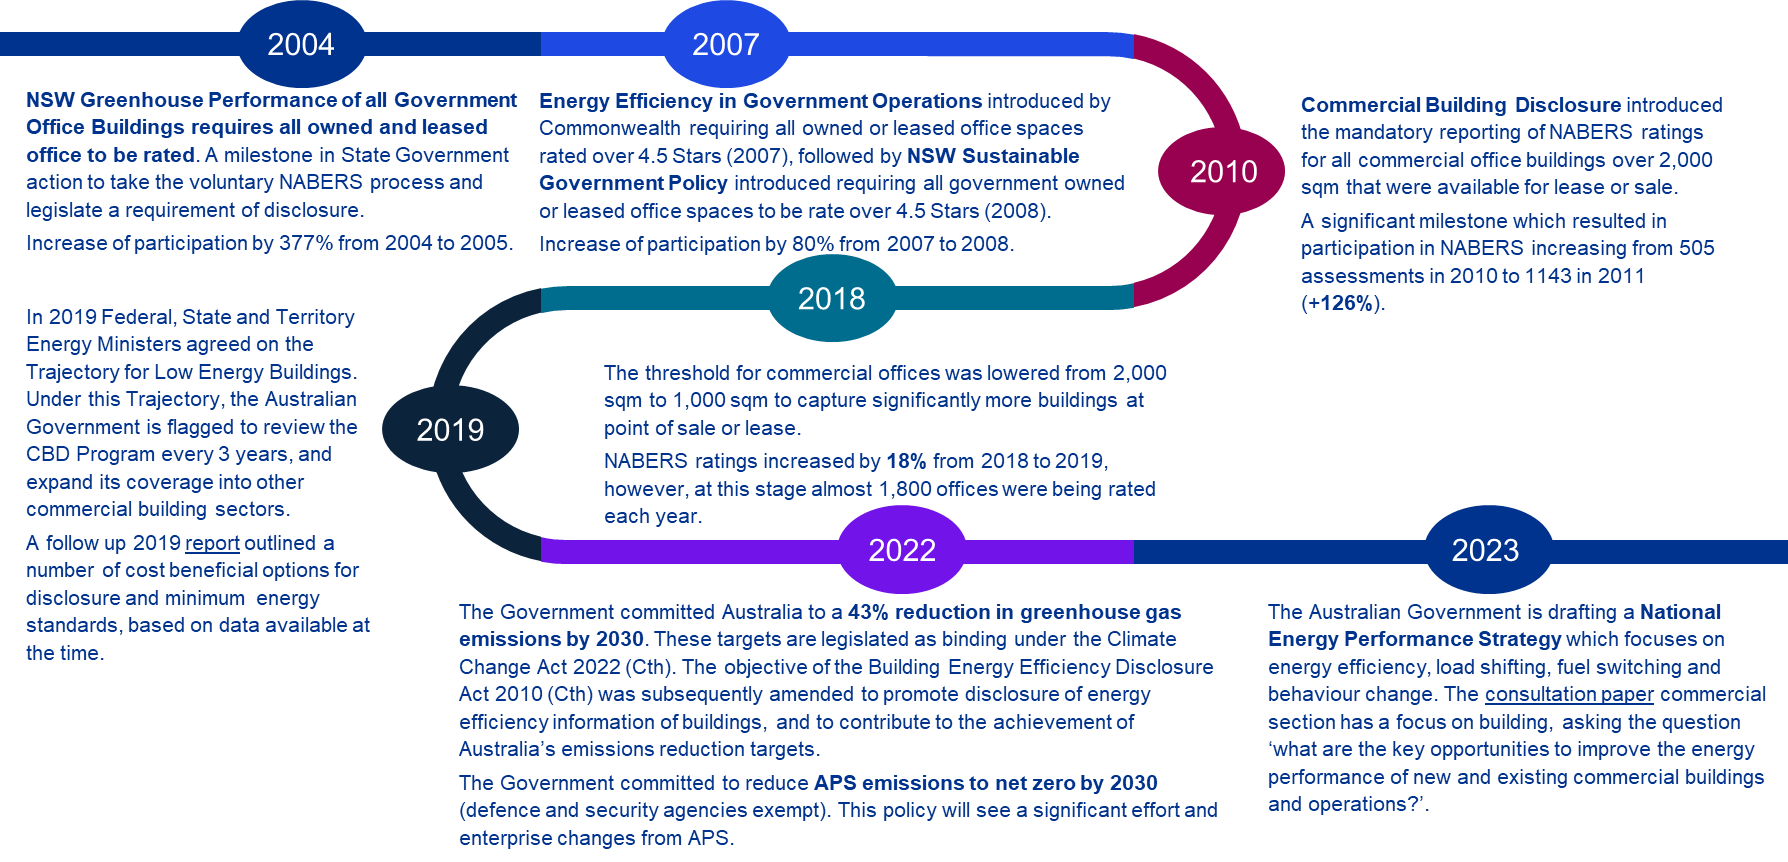 2004
NSW Greenhouse Performance of all Government
Office Buildings requires all owned and leased
office to be rated. A milestone in State Government
action to take the voluntary NABERS process and
legislate a requirement of disclosure.
Increase of participation by 377% from 2004 to 2005.
2007
Energy Efficiency in Government Operations introduced by
Commonwealth requiring all owned or leased office spaces
rated over 4.5 Stars (2007), followed by NSW Sustainable
Government Policy introduced requiring all government owned
or leased office spaces to be rate over 4.5 Stars (2008).
Increase of participation by 80% from 2007 to 2008.
2010
Commercial Building Disclosure introduced
the mandatory reporting of NABERS ratings
for all commercial office buildings over 2,000
sqm that were available for lease or sale.
A significant milestone which resulted in
participation in NABERS increasing from 505
assessments in 2010 to 1143 in 2011
(+126%).
2018
The threshold for commercial offices was lowered from 2,000
sqm to 1,000 sqm to capture significantly more buildings at
point of sale or lease.
NABERS ratings increased by 18% from 2018 to 2019,
however, at this stage almost 1,800 offices were being rated
each year.
2019
In 2019 Federal, State and Territory
Energy Ministers agreed on the
Trajectory for Low Energy Buildings.
Under this Trajectory, the Australian
Government is flagged to review the
CBD Program every 3 years, and
expand its coverage into other
commercial building sectors.
A follow up 2019 report outlined a
number of cost beneficial options for
disclosure and minimum energy
standards, based on data available at
the time.
2022
The Government committed Australia to a 43% reduction in greenhouse gas
emissions by 2030. These targets are legislated as binding under the Climate
Change Act 2022 (Cth). The objective of the Building Energy Efficiency Disclosure
Act 2010 (Cth) was subsequently amended to promote disclosure of energy
efficiency information of buildings, and to contribute to the achievement of
Australia's emissions reduction targets.
The Government committed to reduce APS emissions to net zero by 2030
(defence and security agencies exempt). This policy will see a significant effort and
enterprise changes from APS.
2023
The Australian Government is drafting a National
Energy Performance Strategy which focuses on
energy efficiency, load shifting, fuel switching and
behaviour change. The consultation paper commercial
section has a focus on building, asking the question
‘what are the key opportunities to improve the energy
performance of new and existing commercial buildings
and operations?’.